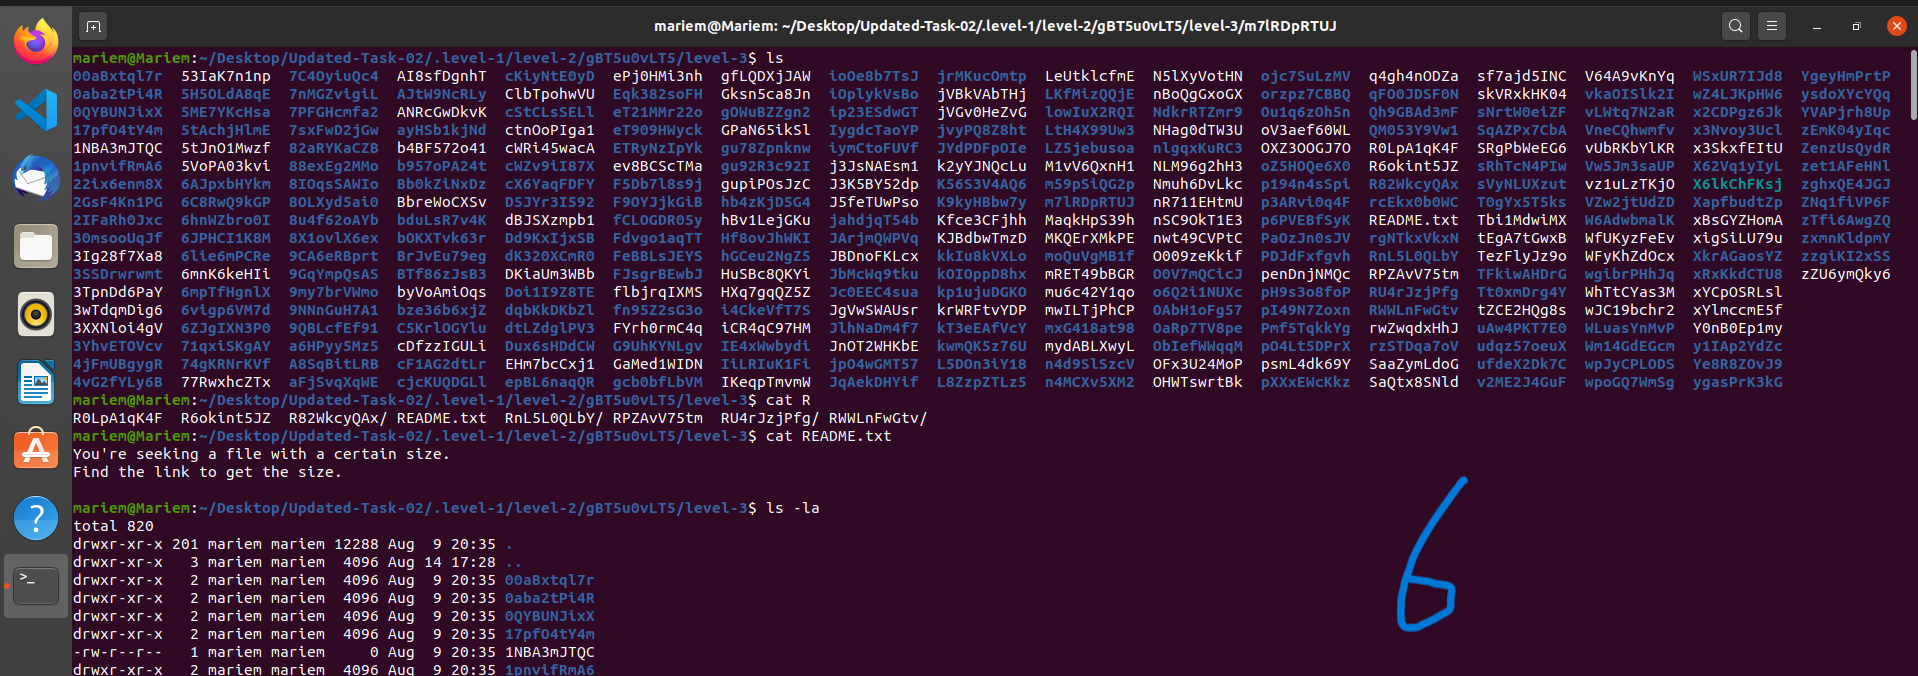 mariem@Mariem: ~/Desktop/Updated-Task-02/.level-1/level-2/gBT5u0vLT5/level-3/m7lRDpRTUJ
mariem@Mariem:~/Desktop/Updated-Task-02/.level-1/level-2/gBT5u0vLT5/level-3$ ls
00aBxtql7r 53IaK7n1np 7C4OyiuQc4 AI8sfDgnhT cKiyNtE0yD ePj0HMi3nh gfLQDXjJAW ioOe8b7TsJ jrMKucOmtp LeUtklcfmE N5lXyVotHN ojc7SuLzMV q4gh4nODZa sf7ajd5INC V64A9vKnYq WSxUR7IJd8 YgeyHmPrtP
0aba2tPi4R 5H5OLdA8qE 7nMGZvigiL AJtW9NcRLy ClbTpohwVU Eqk382soFH Gksn5ca8Jn iOplykVsBo jVBkVAbTHj LKfMizQQjE nBoQgGxoGX orzpz7CBBQ qFO0JDSF0N skVRxkHK04 vkaOISlk2I wZ4LJKpHW6 ysdoXYcYQq
0QYBUNJixX 5ME7YKcHsa 7PFGHcmfa2 ANRcGwDkvK cStCLsSELl eT21MMr22o gOWuBZZgn2 ip23ESdwGT jVGv0HeZvG lowIuX2RQI NdkrRTZmr9 Ou1q6zOh5n Qh9GBAd3mF sNrtW0eiZF vLWtq7N2aR x2CDPgz6Jk YVAPjrh8Up
17pfO4tY4m 5tAchjHlmE 7sxFwD2jGw ayHSb1kjNd ctnOoPIga1 eT909HWyck GPaN65ikSl IygdcTaoYP jvyPQ8Z8ht LtH4X99Uw3 NHag0dTW3U oV3aef60WL QM053Y9Vw1 SqAZPx7CbA VneCQhwmfv x3Nvoy3Ucl zEmK04yIqc
1NBA3mJTQC 5tJnO1Mwzf 82aRYKaCZB b4BF572o41 cWRi45wacA ETRyNzIpYk gu78Zpnknw iymCtoFUVf JYdPDFpOIe LZ5jebusoa nlgqxKuRC3 OXZ3OOGJ7O R0LpA1qK4F SRgPbWeEG6 vUbRKbYlKR x3SkxfEItU ZenzUsQydR
1pnvifRmA6 5VoPA03kvi 88exEg2MMo b957oPA24t cWZv9iI87X ev8BCScTMa gu92R3c92I j3JsNAEsm1 k2yYJNQcLu M1vV6QxnH1 NLM96g2hH3 oZ5HOQe6X0 R6okint5JZ sRhTcN4PIw Vw5Jm3saUP X62Vq1yIyL zet1AFeHNl
22ix6enm8X 6AJpxbHYkm 8IOqsSAWIo Bb0kZiNxDz cX6YaqFDFY F5Db7l8s9j gupiPOsJzC J3K5BY52dp K56S3V4AQ6 m59pSiQG2p Nmuh6DvLkc p194n4sSpi R82WkcyQAx sVyNLUXzut vz1uLzTKjO X6lkChFKsj zghxQE4JGJ
2GsF4Kn1PG 6C8RwQ9kGP 8OLXyd5ai0 BbreWoCXSv D5JYr3I592 F9OYJjkGiB hb4zKjD5G4 J5feTUwPso K9kyHBbw7y m7lRDpRTUJ nR711EHtmU p3ARvi0q4F rcEkx0b0WC T0gYx5T5ks VZw2jtUdZD XapfbudtZp ZNq1fiVP6F
2IFaRh0Jxc 6hnWZbro0I 8u4f62oAYb bduLsR7v4K dBJSXzmpb1 fCLOGDR05y hBv1LejGKu jahdjqT54b Kfce3CFjhh MaqkHpS39h nSC9OkT1E3 p6PVEBfSyK README.txt Tbi1MdwiMX W6AdwbmalK xBsGYZHomA zTfi6AwgZQ
30msooUqJf 6JPHCI1K8M 8X1ovlX6ex bOKXTvk63r Dd9KxIjxSB Fdvgo1aqTT Hf8ovJhWKI JArjmQWPVq KJBdbwTmzD MKQErXMkPE nwt49CVPtC PaOzJn0sJV rgNTkxVkxN tEgA7tGwxB WfUKyzFeEv xigSiLU79u zxmnKldpmY
3Ig28f7Xa8 6lie6mPCRe 9CA6eRBprt BrJvEu79eg dK320XCmR0 FeBBLsJEYS hGCeu2NgZ5 JBDnoFKLcx kkIu8kVXLo moQuVgMB1f O009zeKkif PDJdFxfgvh RnL5L0QLbY TezFlyJz9o WFyKhZdOcx XkrAGaosYZ zzgiKI2xSS
3SSDrwrwmt 6mnK6keHIi 9GqYmpQsAS BTf86zJsB3 DKiaUm3WBb FJsgrBEwbJ HuSBc8QKYi JbMcWq9tku kOIOppD8hx mRET49bBGR O0V7mQCicJ penDnjNMQc RPZAvV75tm TFkiwAHDrG wgibrPHhJq xRxKkdCTU8 zZU6ymQky6
3TpnDd6PaY 6mpTfHgnlX 9my7brVWmo byVoAmiOqs Doi1I9Z8TE flbjrqIXMS HXq7gqQZ5Z Jc0EEC4sua kp1ujuDGKO mu6c42Y1qo o6Q2i1NUXc pH9s3o8foP RU4rJzjPfg Tt0xmDrg4Y WhTtCYas3M xYCpOSRLsl
3wTdqmDig6 6vigp6VM7d 9NNnGuH7A1 bze36b6xjZ dqbKkDKbZl fn95Z2sG3o i4CkeVfT7S JgVwSWAUsr krWRFtvYDP mwILTjPhCP OAbH1oFg57 pI49N7Zoxn RWWLnFwGtv tZCE2HQg8s wJC19bchr2 xYlmccmE5f
3XXNloi4gV 6ZJgIXN3P0 9QBLcfEf91 C5KrlOGYlu dtLZdglPV3 FYrh0rmC4q iCR4qC97HM JlhNaDm4f7 kT3eEAfVcY mxG418at98 OaRp7TV8pe Pmf5TqkkYg rwZwqdxHhJ uAw4PKT7E0 WLuasYnMvP Y0nB0Ep1my
3YhvETOVcv 71qxiSKgAY a6HPyy5Mz5 cDfzzIGULi Dux6sHDdCW G9UhKYNLgv IE4xWwbydi JnOT2WHKbE kwmQK5z76U mydABLXwyL ObIefWWqqM pO4Lt5DPrX rzSTDqa7oV udqz57oeuX Wm14GdEGcm y1IAp2YdZc
4jFmUBgygR 74gKRNrKVf A8SqBitLRB cF1AG2dtLr EHm7bcCxj1 GaMed1WIDN IiLRIuK1Fi jpO4wGMT57 L5DOn3iY18 n4d9SlSzcV OFx3U24MoP psmL4dk69Y SaaZymLdoG ufdeX2Dk7C wpJyCPLODS Ye8R8ZOvJ9
4vG2fYLy6B 77RwxhcZTx aFj5vqXqWE cjcKUQDGLl epBL6naqQR gcb0bfLbVM IKeqpTmvmW JqAekDHYif L8ZzpZTLz5 n4MCXv5XM2 OHWTswrtBk pXXxEWcKkz SaQtx8SNld v2ME2J4GuF wpoGQ7WmSg ygasPrK3kG
mariem@Mariem:~/Desktop/Updated-Task-02/.level-1/level-2/gBT5u0vLT5/level-3$ cat R
R0LpA1qK4F R6okint5JZ R82WkcyQAx/ README.txt RnL5L0QLbY/ RPZAvV75tm RU4rJzjPfg/ RWWLnFwGtv/
mariem@Mariem:~/Desktop/Updated-Task-02/.level-1/level-2/gBT5u0vLT5/level-3$ cat README.txt
You're seeking a file with a certain size.
Find the link to get the size.
mariem@Mariem:~/Desktop/Updated-Task-02/.level-1/level-2/gBT5u0vLT5/level-3$ ls -la
total 820
drwxr-xr-x 201 mariem mariem 12288 Aug 9 20:35 .
drwxr-xr-x 3 mariem mariem 4096 Aug 14 17:28 ..
drwxr-xr-x 2 mariem mariem 4096 Aug 9 20:35 00aBxtql7r
drwxr-xr-x 2 mariem mariem 4096 Aug 9 20:35 0aba2tPi4R
drwxr-xr-x 2 mariem mariem 4096 Aug 9 20:35 0QYBUNJixX
drwxr-xr-x 2 mariem mariem 4096 Aug 9 20:35 17pfO4tY4m
-rw-r--r-- 1 mariem mariem 0 Aug 9 20:35 1NBA3mJTQC
drwxr-xr-x 2 mariem mariem 4096 Aug 9 20:35 1pnvifRmA6
6